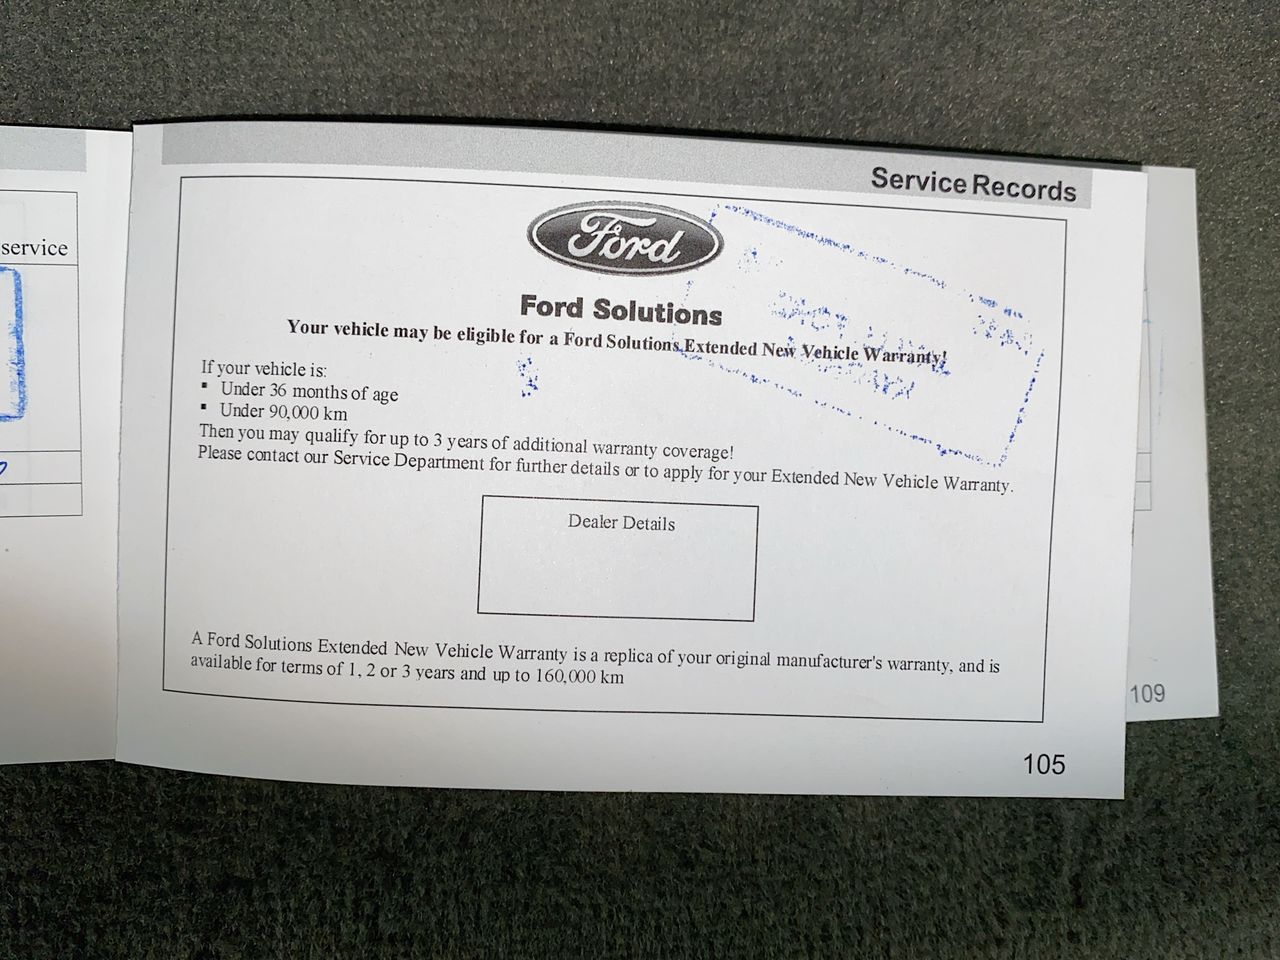 service
Service Records
Ford
Ford Solutions
Your vehicle may be eligible for a Ford Solutions Extended New Vehicle Warranty!
If your vehicle is:
▪ Under 36 months of age
▪ Under 90,000 km
Then you may qualify for up to 3 years of additional warranty coverage!
Please contact our Service Department for further details or to apply for your Extended New Vehicle Warranty.
Dealer Details
A Ford Solutions Extended New Vehicle Warranty is a replica of your original manufacturer's warranty, and is
available for terms of 1, 2 or 3 years and up to 160,000 km
109
105